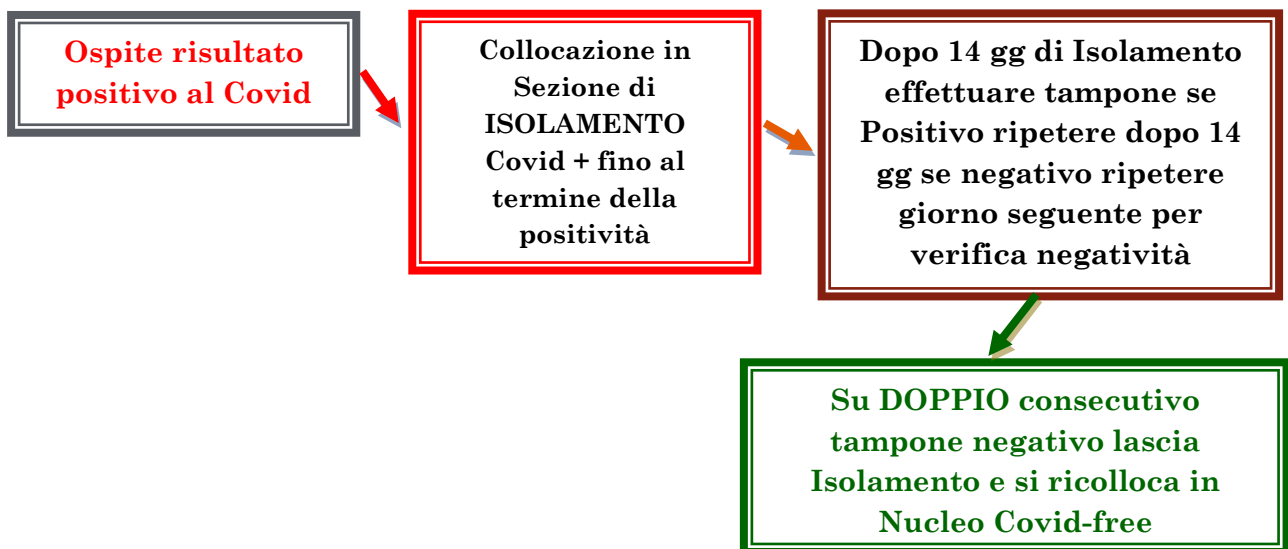 Ospite risultato
positivo al Covid
Collocazione in
Sezione di
ISOLAMENTO
Covid + fino al
termine della
positività
Dopo 14 gg di Isolamento
effettuare tampone se
Positivo ripetere dopo 14
gg se negativo ripetere
giorno seguente per
verifica negatività
Su DOPPIO consecutivo
tampone negativo lascia
Isolamento e si ricolloca in
Nucleo Covid-free